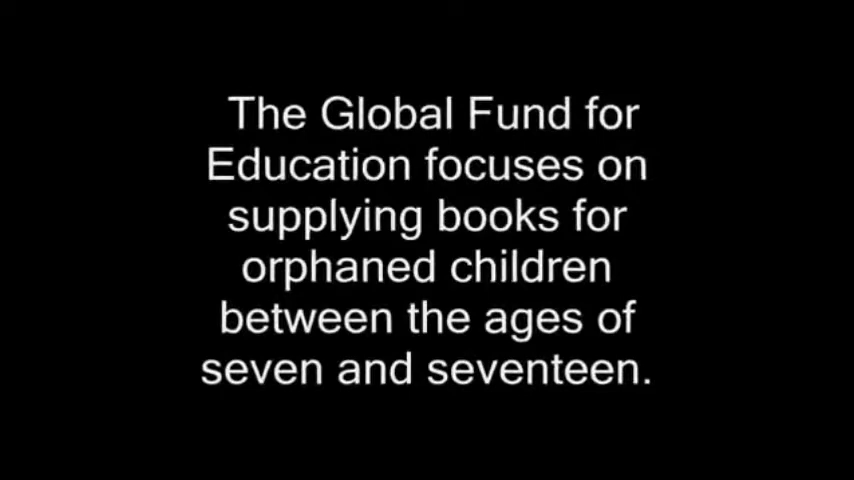 The Global Fund for
Education focuses on
supplying books for
orphaned children
between the ages of
seven and seventeen.